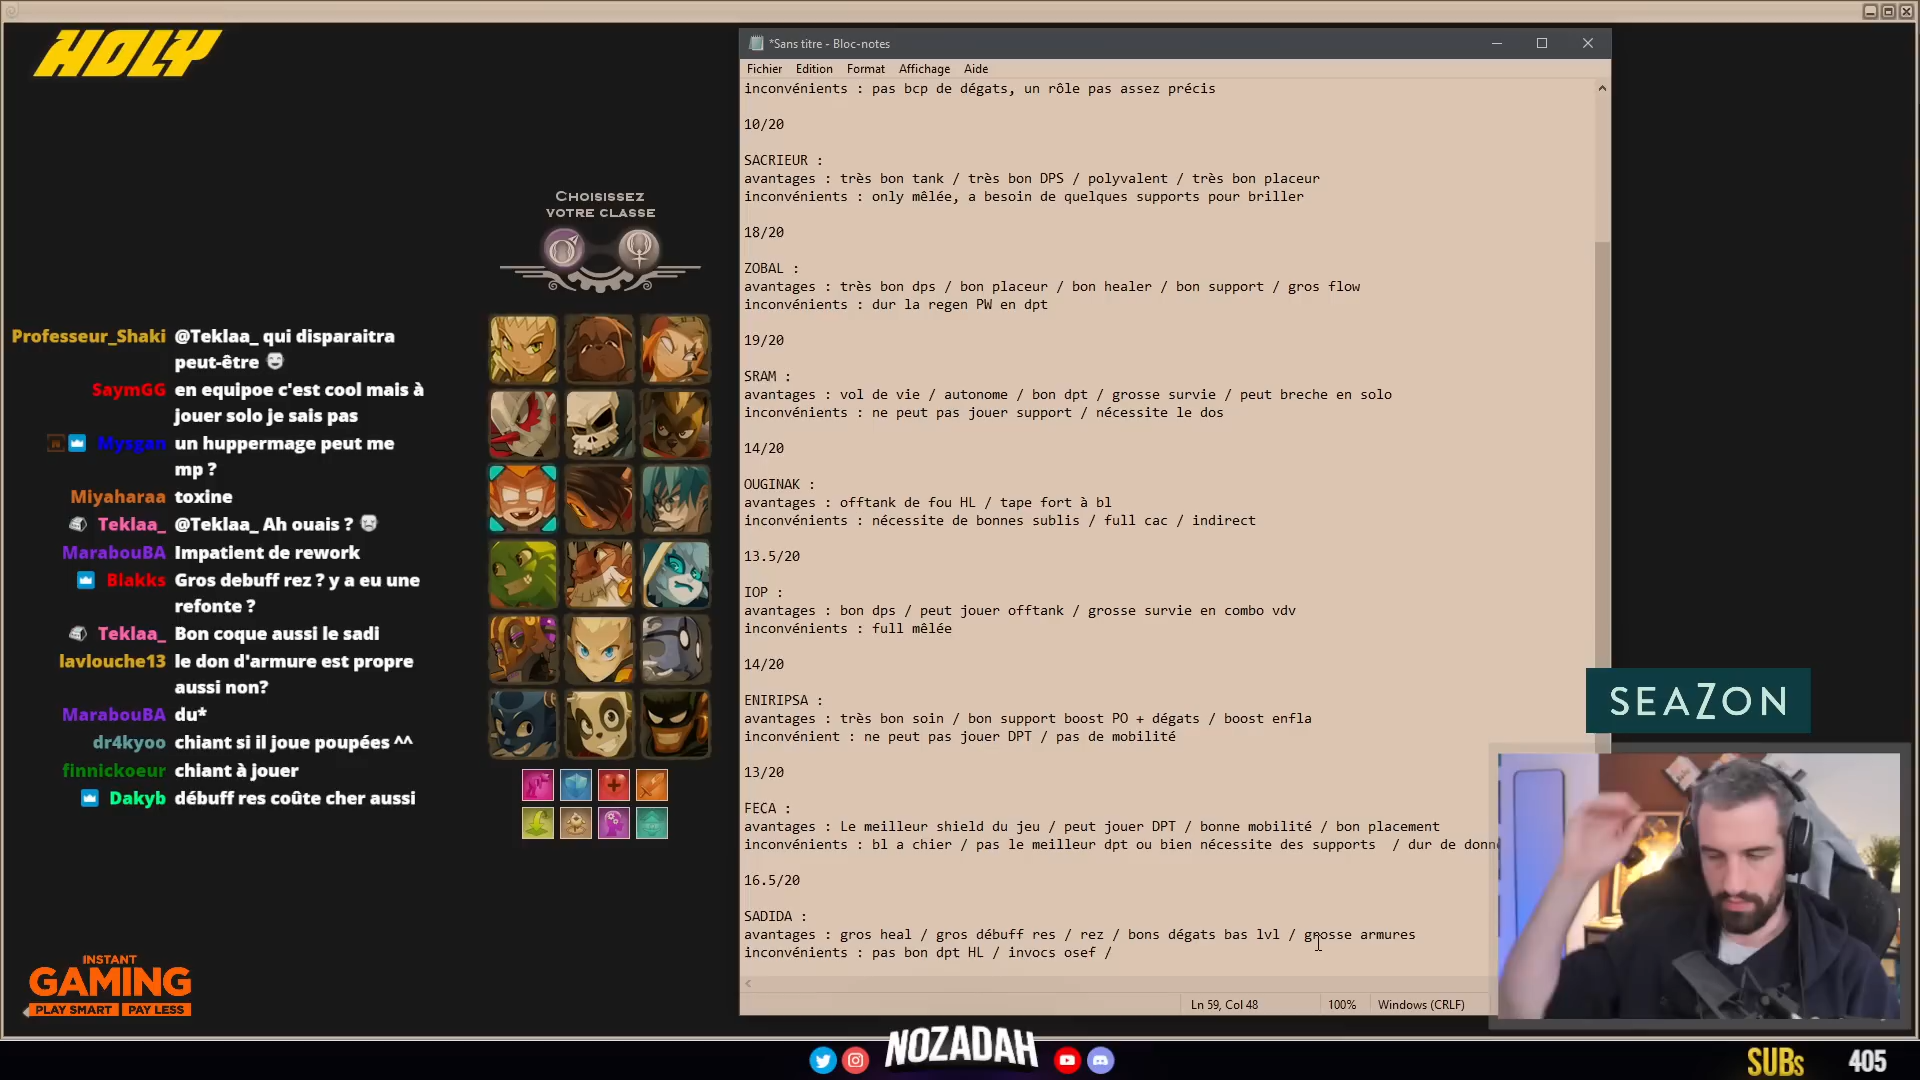 HOLY
*Sans titre - Bloc-notes
Fichier Edition Format Affichage Aide
inconvénients : pas bcp de dégats, un rôle pas assez précis
10/20
SACRIEUR :
avantages : très bon tank / très bon DPS / polyvalent / très bon placeur
inconvénients : only mêlée, a besoin de quelques supports pour briller
18/20
ZOBAL :
avantages : très bon dps / bon placeur / bon healer / bon support / gros flow
inconvénients : dur la regen PW en dpt
19/20
SRAM :
avantages : vol de vie / autonome / bon dpt / grosse survie / peut breche en solo
inconvénients : ne peut pas jouer support / nécessite le dos
14/20
OUGINAK :
avantages : offtank de fou HL / tape fort à bl
inconvénients : nécessite de bonnes sublis / full cac / indirect
13.5/20
IOP :
avantages : bon dps / peut jouer offtank / grosse survie en combo vdv
inconvénients : full mêlée
14/20
ENIRIPSA :
avantages : très bon soin / bon support boost PO + dégats / boost enfla
inconvénient : ne peut pas jouer DPT / pas de mobilité
13/20
FECA :
avantages : Le meilleur shield du jeu / peut jouer DPT / bonne mobilité / bon placement
inconvénients : bl a chier / pas le meilleur dpt ou bien nécessite des supports  / dur de donn
16.5/20
SADIDA :
avantages : gros heal / gros débuff res / rez / bons dégats bas lvl / grosse armures
inconvénients : pas bon dpt HL / invocs osef /
Ln 59, Col 48 100% Windows (CRLF)
CHOISISSEZ
VOTRE CLASSE
Professeur_Shaki @Teklaa_ qui disparaitra
peut-être
SaymGG en equipoe c'est cool mais à
jouer solo je sais pas
Mysgan un huppermage peut me
mp ?
Miyaharaa toxine
Teklaa_ @Teklaa_ Ah ouais ?
MarabouBA Impatient de rework
Blakks Gros debuff rez ? y a eu une
refonte ?
Teklaa_ Bon coque aussi le sadi
lavlouche13 le don d'armure est propre
aussi non?
MarabouBA du*
dr4kyoo chiant si il joue poupées ^^
finnickoeur chiant à jouer
Dakyb débuff res coûte cher aussi
SEAZON
INSTANT
GAMING
PLAY SMART PAY LESS
NOZADAH
SUBs 405